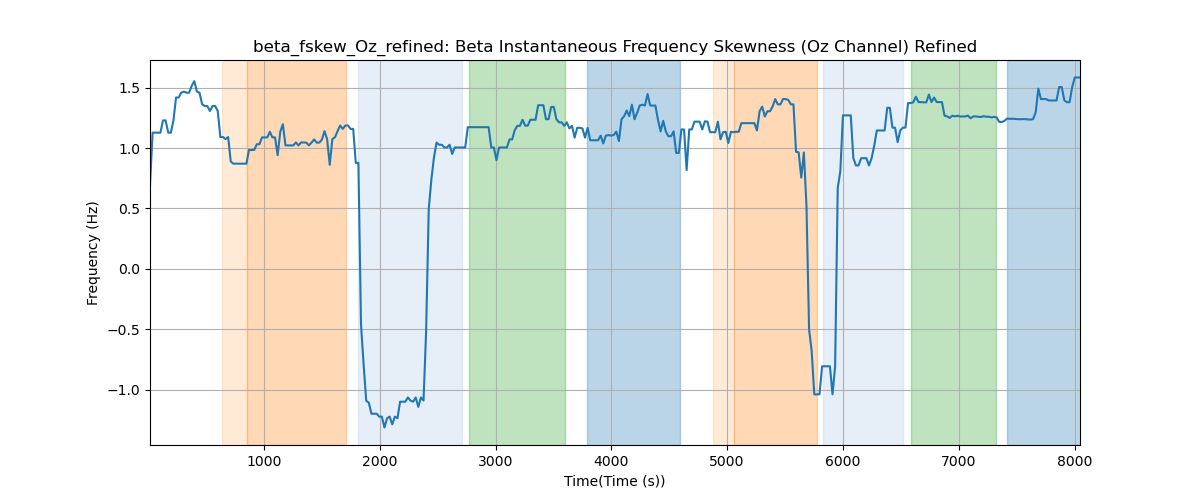 beta_fskew_Oz_refined: Beta Instantaneous Frequency Skewness (Oz Channel) Refined
Frequency (Hz)
1.5
1.0
0.5
0.0
−0.5
−1.0
1000 2000 3000 4000 5000 6000 7000 8000
Time(Time (s))